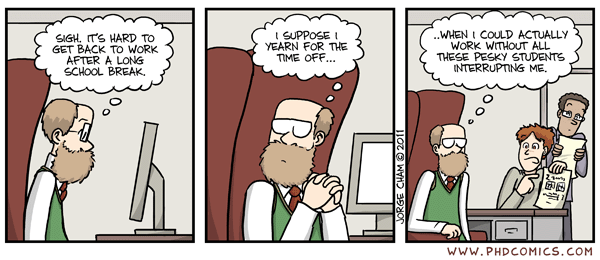 SIGH. IT'S HARD TO
GET BACK TO WORK
AFTER A LONG
SCHOOL BREAK.
I SUPPOSE I
YEARN FOR THE
TIME OFF...
..WHEN I COULD ACTUALLY
WORK WITHOUT ALL
THESE PESKY STUDENTS
INTERRUPTING ME.
JORGE CHAM © 2011
WWW.PHDCOMICS.COM